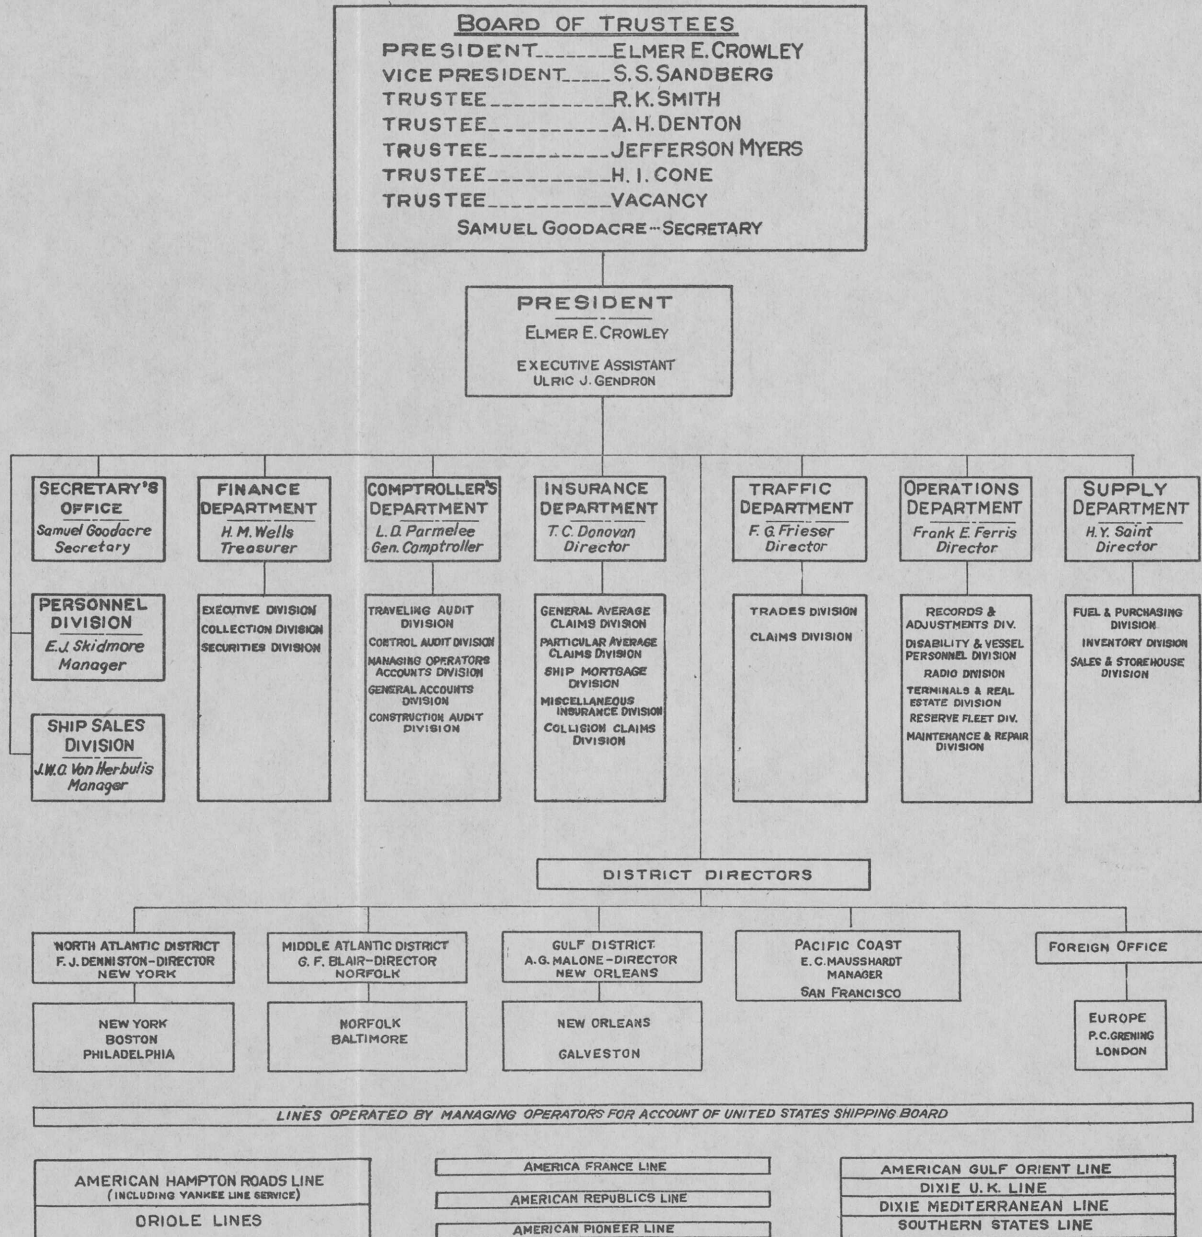 BOARD OF TRUSTEES
PRESIDENT________ELMER E. CROWLEY
VICE PRESIDENT_____S.S. SANDBERG
TRUSTEE____________R.K. SMITH
TRUSTEE____________A.H. DENTON
TRUSTEE____________JEFFERSON MYERS
TRUSTEE____________H.I. CONE
TRUSTEE____________VACANCY
SAMUEL GOODACRE---SECRETARY
PRESIDENT
ELMER E. CROWLEY
EXECUTIVE ASSISTANT
ULRIC J. GENDRON
SECRETARY'S
OFFICE
Samuel Goodacre
Secretary
FINANCE
DEPARTMENT
H.M. Wells
Treasurer
COMPTROLLER'S
DEPARTMENT
L.D. Parmelee
Gen. Comptroller
INSURANCE
DEPARTMENT
T.C. Donovan
Director
TRAFFIC
DEPARTMENT
F.G. Frieser
Director
OPERATIONS
DEPARTMENT
Frank E. Ferris
Director
SUPPLY
DEPARTMENT
H.Y. Saint
Director
PERSONNEL
DIVISION
E.J. Skidmore
Manager
SHIP SALES
DIVISION
J.W.O. Von Herbulis
Manager
EXECUTIVE DIVISION
COLLECTION DIVISION
SECURITIES DIVISION
TRAVELING AUDIT
DIVISION
CONTROL AUDIT DIVISION
MANAGING OPERATORS
ACCOUNTS DIVISION
GENERAL ACCOUNTS
DIVISION
CONSTRUCTION AUDIT
DIVISION
GENERAL AVERAGE
CLAIMS DIVISION
PARTICULAR AVERAGE
CLAIMS DIVISION
SHIP MORTGAGE
DIVISION
MISCELLANEOUS
INSURANCE DIVISION
COLLISION CLAIMS
DIVISION
TRADES DIVISION
CLAIMS DIVISION
RECORDS &
ADJUSTMENTS DIV.
DISABILITY & VESSEL
PERSONNEL DIVISION
RADIO DIVISION
TERMINALS & REAL
ESTATE DIVISION
RESERVE FLEET DIV.
MAINTENANCE & REPAIR
DIVISION
FUEL & PURCHASING
DIVISION
INVENTORY DIVISION
SALES & STOREHOUSE
DIVISION
DISTRICT DIRECTORS
NORTH ATLANTIC DISTRICT
F.J. DENNISTON-DIRECTOR
NEW YORK
MIDDLE ATLANTIC DISTRICT
G.F. BLAIR-DIRECTOR
NORFOLK
GULF DISTRICT
A.G. MALONE-DIRECTOR
NEW ORLEANS
PACIFIC COAST
E.C. MAUSSHARDT
MANAGER
SAN FRANCISCO
FOREIGN OFFICE
NEW YORK
BOSTON
PHILADELPHIA
NORFOLK
BALTIMORE
NEW ORLEANS
GALVESTON
EUROPE
P.C. GRENING
LONDON
LINES OPERATED BY MANAGING OPERATORS FOR ACCOUNT OF UNITED STATES SHIPPING BOARD
AMERICAN HAMPTON ROADS LINE
(INCLUDING YANKEE LINE SERVICE)
ORIOLE LINES
AMERICA FRANCE LINE
AMERICAN REPUBLICS LINE
AMERICAN PIONEER LINE
AMERICAN GULF ORIENT LINE
DIXIE U.K. LINE
DIXIE MEDITERRANEAN LINE
SOUTHERN STATES LINE